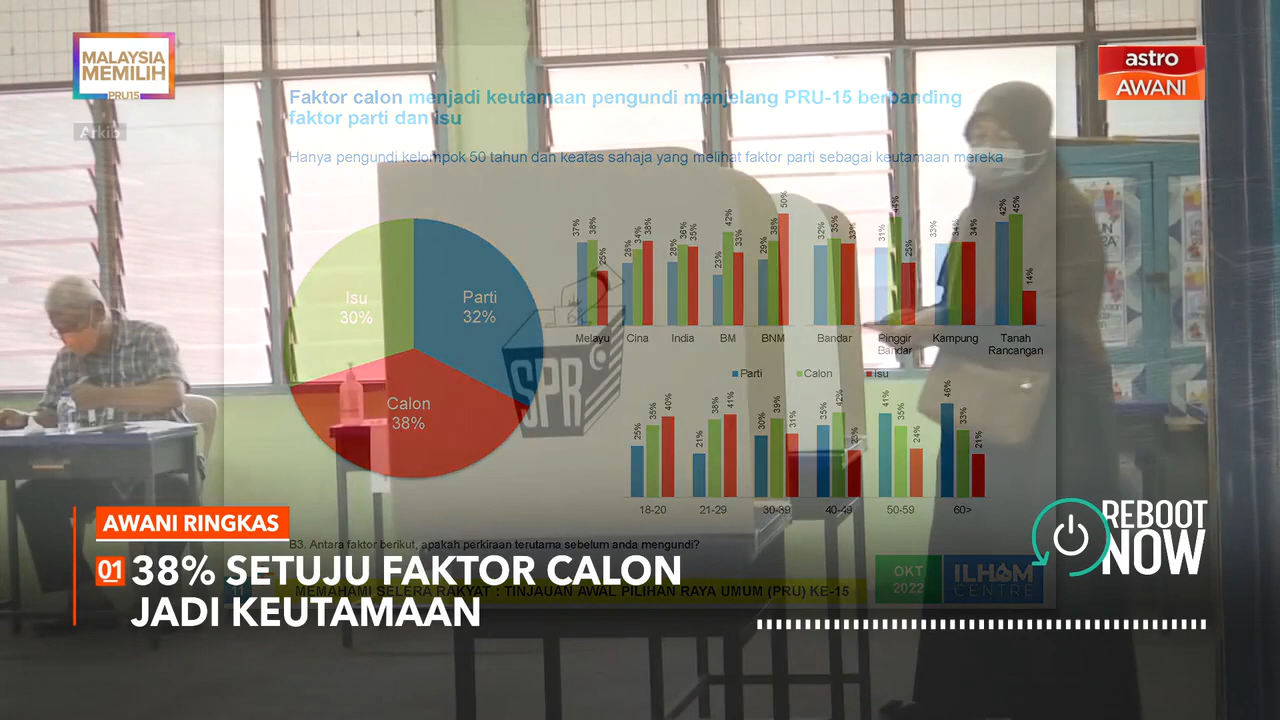 MALAYSIA
MEMILIH
PRU15
Arkib
astro
AWANI
Faktor calon menjadi keutamaan pengundi menjelang PRU-15 berbanding
faktor parti dan isu
Hanya pengundi kelompok 50 tahun dan keatas sahaja yang melihat faktor parti sebagai keutamaan mereka
Isu
30%
Parti
32%
Calon
38%
37% 38% 25% 28% 34% 38% 28% 36% 35% 23% 42% 33% 29% 38% 50% 32% 35% 33% 31% 44% 25% 33% 34% 34% 42% 45% 14%
Melayu Cina India BM BNM Bandar Pinggir Bandar Kampung Tanah Rancangan
Parti Calon Isu
25% 35% 40% 21% 38% 41% 30% 39% 31% 35% 42% 41% 35% 24% 46% 33% 21%
18-20 21-29 30-39 40-49 50-59 60>
SPR
B3. Antara faktor berikut, apakah perkiraan terutama sebelum anda mengundi?
11 MEMAHAMI SELERA RAKYAT : TINJAUAN AWAL PILIHAN RAYA UMUM (PRU) KE-15
OKT
2022
ILHAM
CENTRE
AWANI RINGKAS
01 38% SETUJU FAKTOR CALON
JADI KEUTAMAAN
REBOOT
NOW